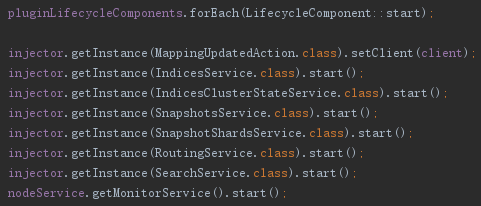 pluginLifecycleComponents.forEach(LifecycleComponent::start);
injector.getInstance(MappingUpdatedAction.class).setClient(client);
injector.getInstance(IndicesService.class).start();
injector.getInstance(IndicesClusterStateService.class).start();
injector.getInstance(SnapshotsService.class).start();
injector.getInstance(SnapshotShardsService.class).start();
injector.getInstance(RoutingService.class).start();
injector.getInstance(SearchService.class).start();
nodeService.getMonitorService().start();